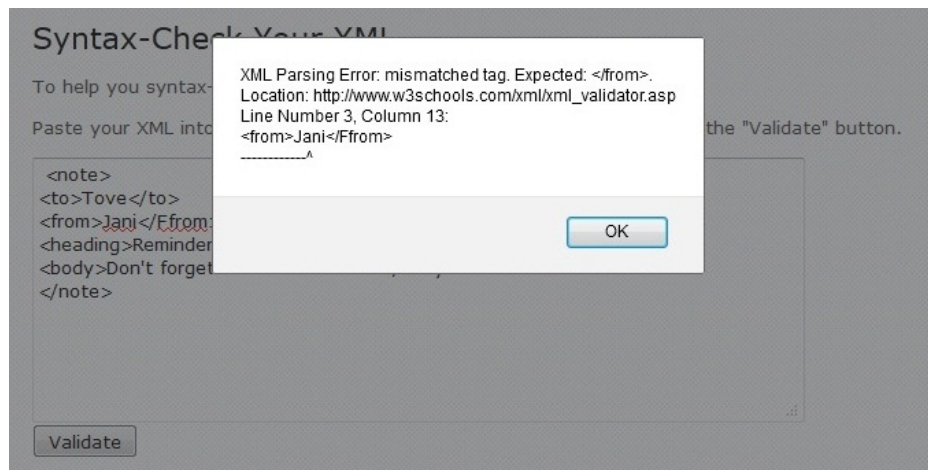 Syntax-Check Your XML
To help you syntax-
Paste your XML into the "Validate" button.
XML Parsing Error: mismatched tag. Expected: </from>.
Location: http://www.w3schools.com/xml/xml_validator.asp
Line Number 3, Column 13:
<from>Jani</Ffrom>
------------^
OK
<note>
<to>Tove</to>
<from>Jani</Ffrom>
<heading>Reminder
<body>Don't forget
</note>
Validate